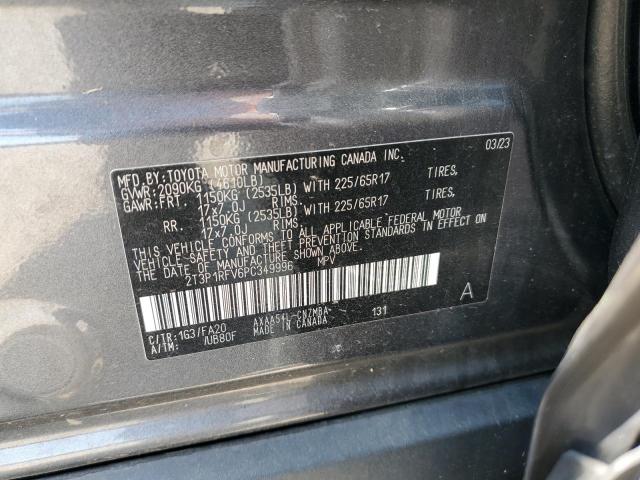 MFD.BY:TOYOTA MOTOR MANUFACTURING CANADA INC. 03/23
GVWR:2090KG (4610LB)
GAWR:FRT. 1150KG (2535LB) WITH 225/65R17 TIRES,
17x7.0J RIMS.
RR. 1150KG (2535LB) WITH 225/65R17 TIRES,
17x7.0J RIMS.
THIS VEHICLE CONFORMS TO ALL APPLICABLE FEDERAL MOTOR
VEHICLE SAFETY AND THEFT PREVENTION STANDARDS IN EFFECT
ON THE DATE OF MANUFACTURE SHOWN ABOVE.
2T3P1RFV6PC349996 MPV
A
C/TR:1G3/FA20 AXAA54L-CNZMBA 131
A/TM: /UB80F MADE IN CANADA